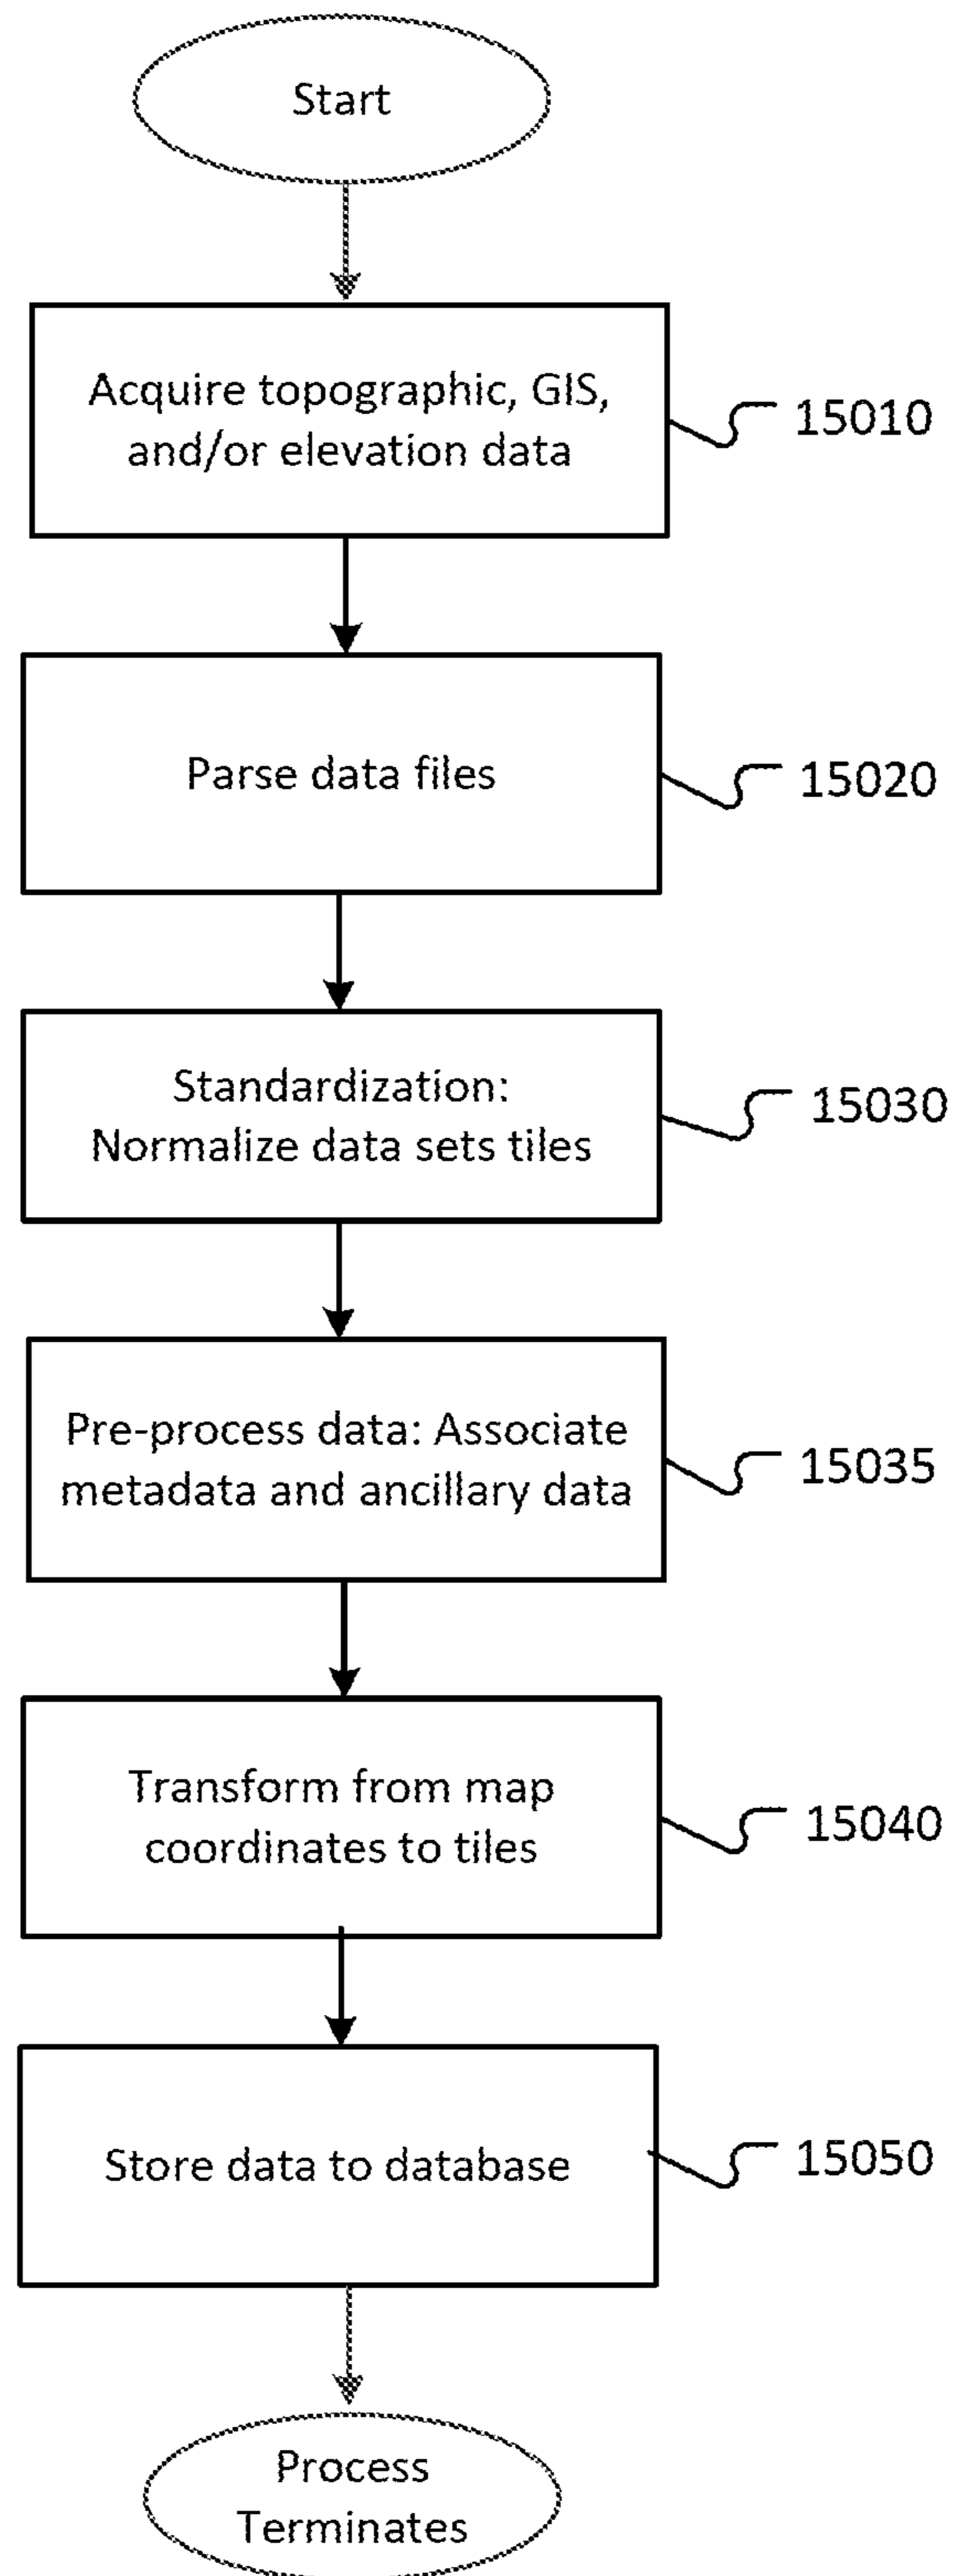 Start
Acquire topographic, GIS,
and/or elevation data
15010
Parse data files
15020
Standardization:
Normalize data sets tiles
15030
Pre-process data: Associate
metadata and ancillary data
15035
Transform from map
coordinates to tiles
15040
Store data to database
15050
Process
Terminates